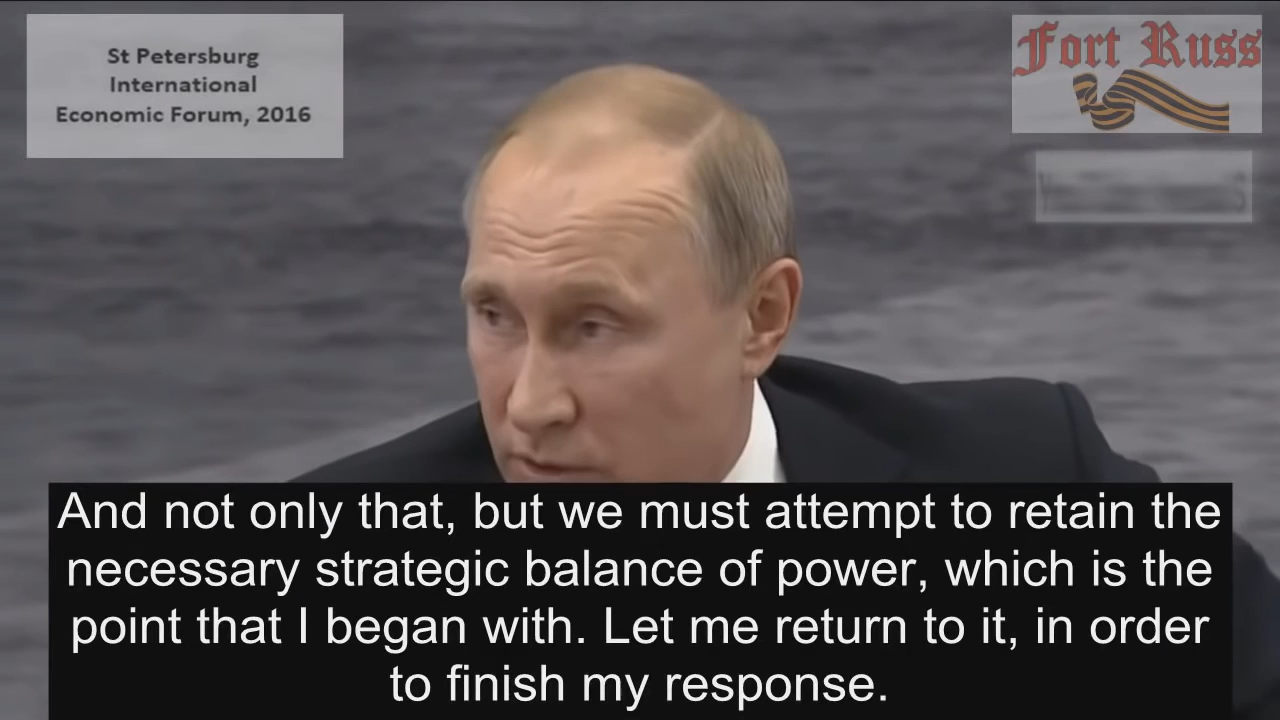 St Petersburg
International
Economic Forum, 2016
Fort Russ
And not only that, but we must attempt to retain the
necessary strategic balance of power, which is the
point that I began with. Let me return to it, in order
to finish my response.